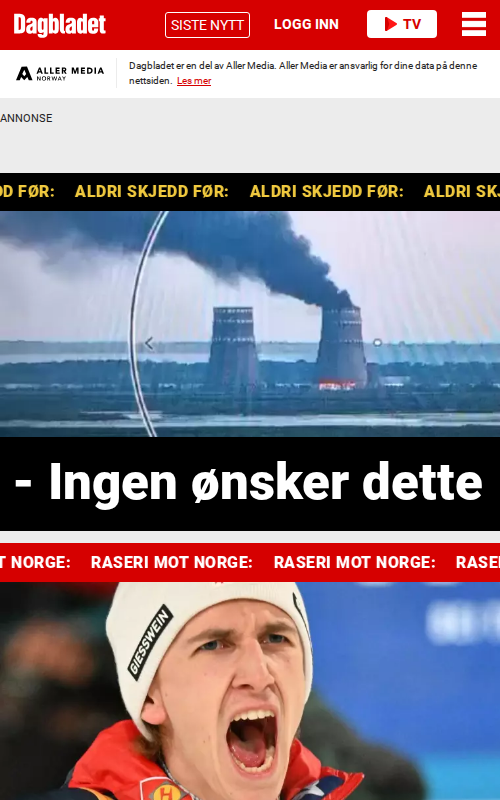 Dagbladet
SISTE NYTT
LOGG INN
TV
ALLER MEDIA
NORWAY
Dagbladet er en del av Aller Media. Aller Media er ansvarlig for dine data på denne
nettsiden. Les mer
ANNONSE
DD FØR: ALDRI SKJEDD FØR: ALDRI SKJEDD FØR: ALDRI SKJ
- Ingen ønsker dette
T NORGE: RASERI MOT NORGE: RASERI MOT NORGE: RASE
GIESSWEIN
H